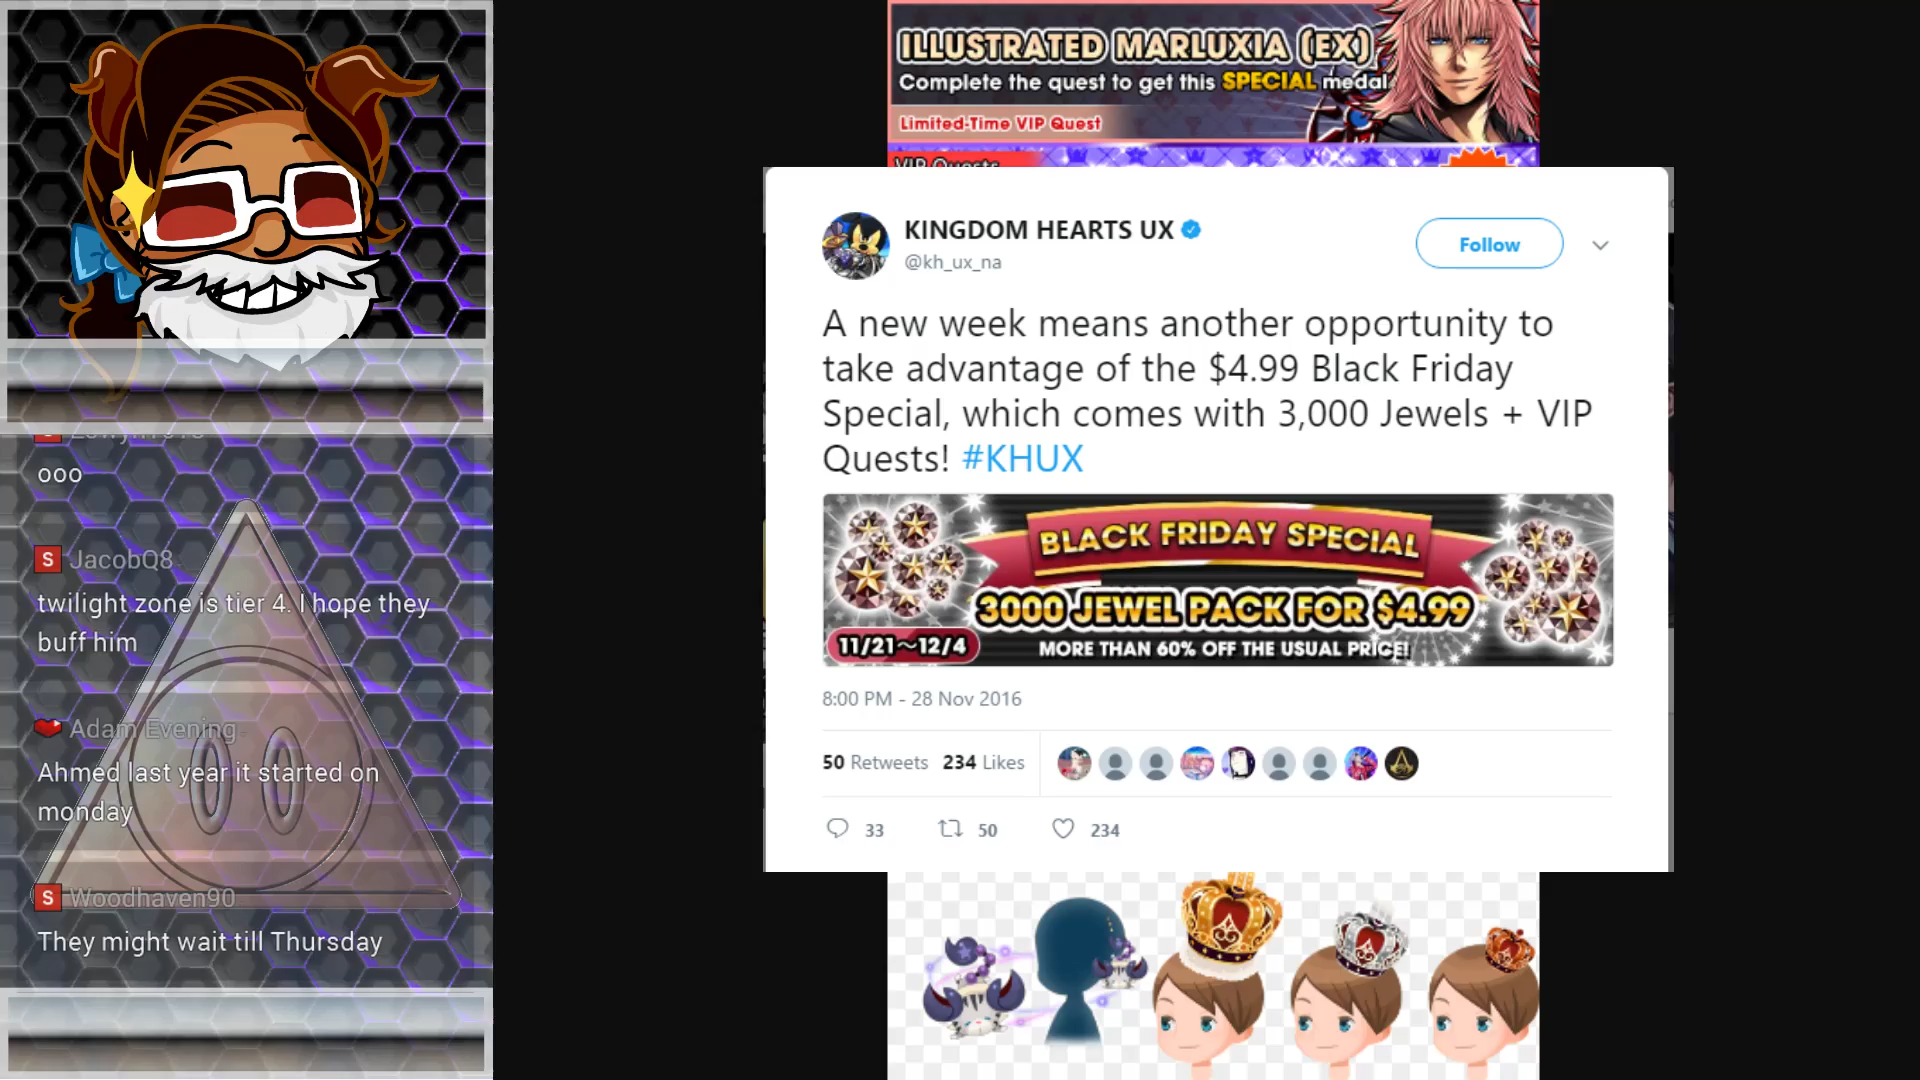 ooo
S JacobQ8
twilight zone is tier 4. I hope they
buff him
Adam Evening
Ahmed last year it started on
monday
S Woodhaven90
They might wait till Thursday
ILLUSTRATED MARLUXIA (EX)
Complete the quest to get this SPECIAL medal.
Limited-Time VIP Quest
VIP Quests
KINGDOM HEARTS UX
@kh_ux_na
Follow
A new week means another opportunity to
take advantage of the $4.99 Black Friday
Special, which comes with 3,000 Jewels + VIP
Quests! #KHUX
BLACK FRIDAY SPECIAL
3000 JEWEL PACK FOR $4.99
11/21~12/4
MORE THAN 60% OFF THE USUAL PRICE!
8:00 PM - 28 Nov 2016
50 Retweets 234 Likes
33 50 234